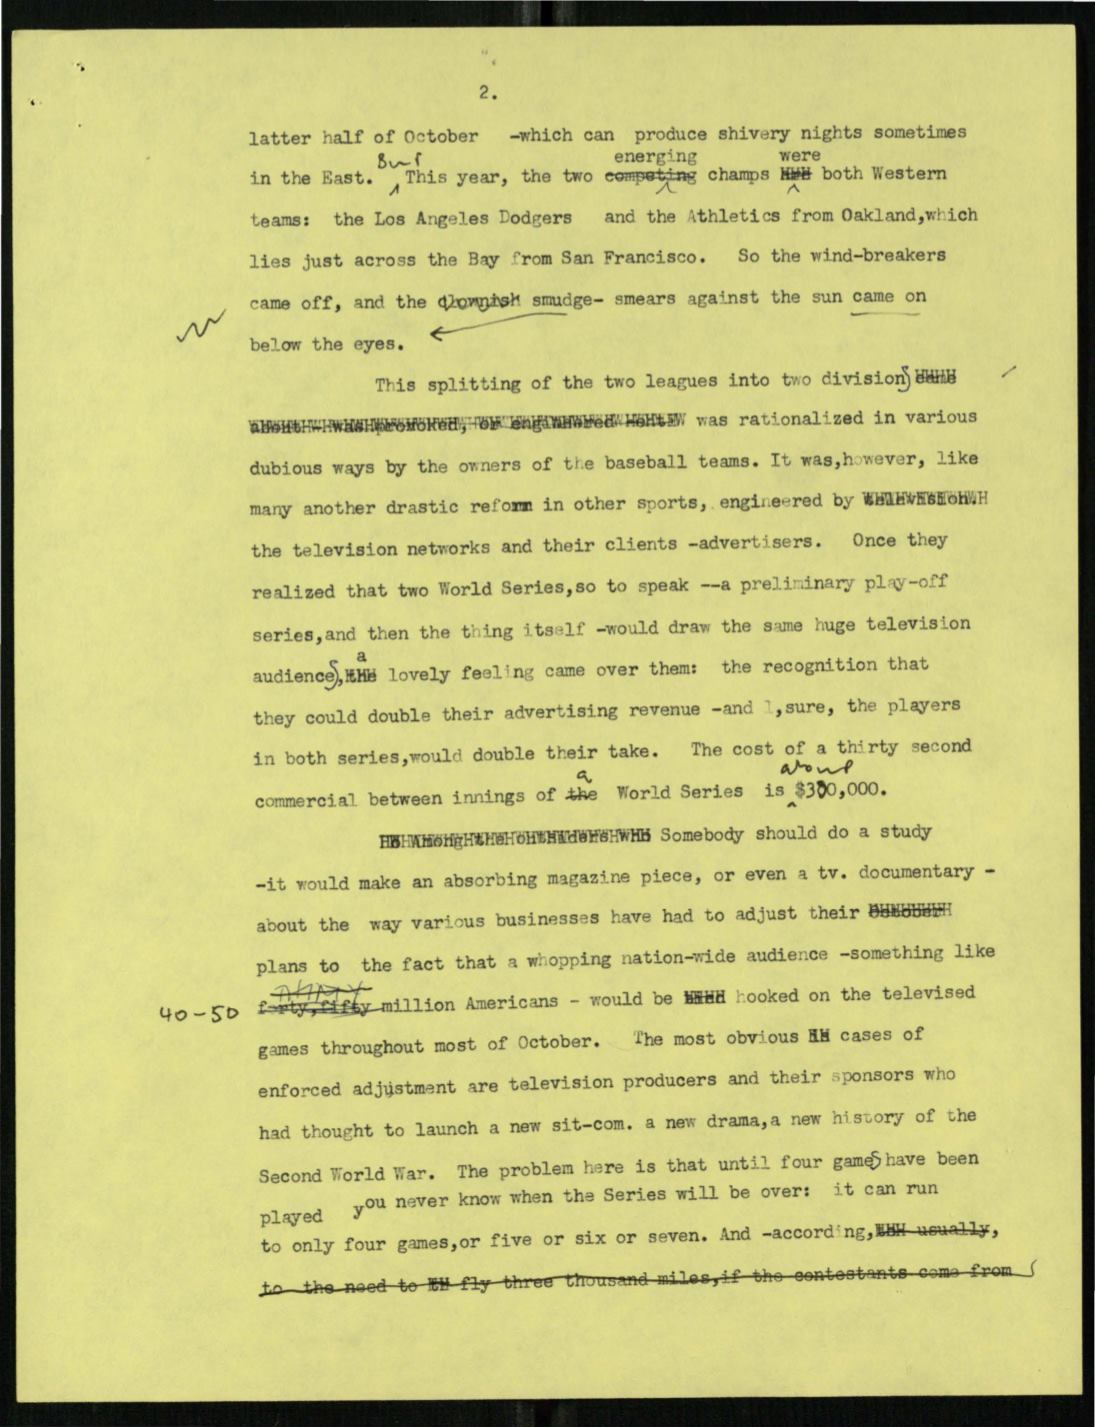 2.
latter half of October -which can produce shivery nights sometimes
But energing were
in the East. This year, the two competing champs both Western
teams: the Los Angeles Dodgers and the Athletics from Oakland,which
lies just across the Bay from San Francisco. So the wind-breakers
came off, and the clownish smudge- smears against the sun came on
below the eyes.
This splitting of the two leagues into two divisions came
about - was provoked, or engineered was rationalized in various
dubious ways by the owners of the baseball teams. It was,however, like
many another drastic reform in other sports, engineered by television.
the television networks and their clients -advertisers. Once they
realized that two World Series,so to speak --a preliminary play-off
series,and then the thing itself -would draw the same huge television
a
audiences, the lovely feeling came over them: the recognition that
they could double their advertising revenue -and ,sure, the players
in both series,would double their take. The cost of a thirty second
a about
commercial between innings of the World Series is $300,000.
Somebody should do a study
-it would make an absorbing magazine piece, or even a tv. documentary -
about the way various businesses have had to adjust their October
plans to the fact that a whopping nation-wide audience -something like
40-50 forty,fifty million Americans - would be hooked on the televised
games throughout most of October. The most obvious cases of
enforced adjustment are television producers and their sponsors who
had thought to launch a new sit-com. a new drama,a new history of the
Second World War. The problem here is that until four games have been
played you never know when the Series will be over: it can run
to only four games,or five or six or seven. And -according, usually,
to the need to fly three thousand miles,if the contestants come from